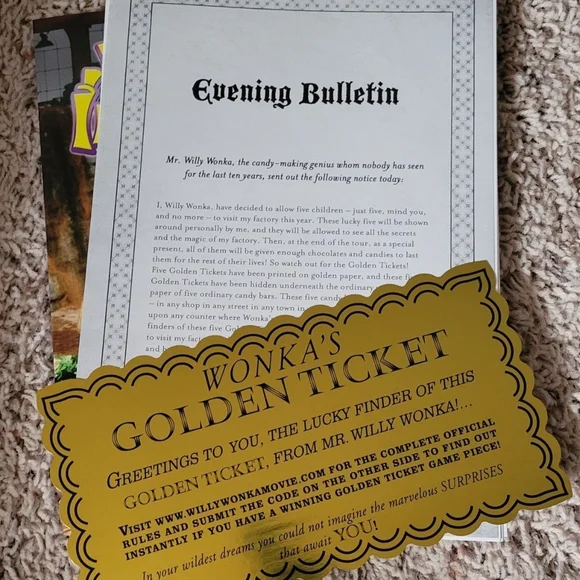 Evening Bulletin
Mr. Willy Wonka, the candy-making genius whom nobody has seen
for the last ten years, sent out the following notice today:
I, Willy Wonka, have decided to allow five children – just five, mind you,
and no more – to visit my factory this year. These lucky five will be shown
around personally by me, and they will be allowed to see all the secrets
and the magic of my factory. Then, at the end of the tour, as a special
present, all of them will be given enough chocolates and candies to last
them for the rest of their lives! So watch out for the Golden Tickets!
Five Golden Tickets have been printed on golden paper, and these
Golden Tickets have been hidden underneath the ordinary
paper of five ordinary candy bars. These five candy
– in any shop in any street in any town in
upon any counter where Wonka's
finders of these five
to visit my
and
WONKA'S
GOLDEN TICKET
GREETINGS TO YOU, THE LUCKY FINDER OF THIS
GOLDEN TICKET, FROM MR. WILLY WONKA!...
VISIT WWW.WILLYWONKAMOVIE.COM FOR THE COMPLETE OFFICIAL
RULES AND SUBMIT THE CODE ON THE OTHER SIDE TO FIND OUT
INSTANTLY IF YOU HAVE A WINNING GOLDEN TICKET GAME PIECE!
In your wildest dreams you could not imagine the marvelous SURPRISES
that await YOU!